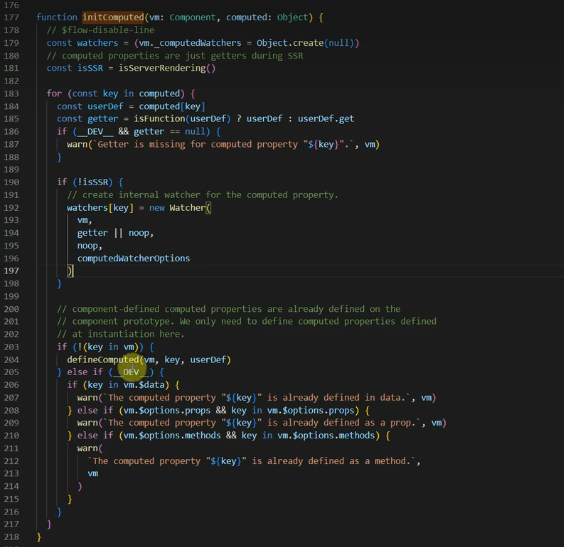 176
177 function initComputed(vm: Component, computed: Object) {
178 // $flow-disable-line
179 const watchers = (vm._computedWatchers = Object.create(null))
180 // computed properties are just getters during SSR
181 const isSSR = isServerRendering()
182
183 for (const key in computed) {
184 const userDef = computed[key]
185 const getter = isFunction(userDef) ? userDef : userDef.get
186 if (__DEV__ && getter == null) {
187 warn(`Getter is missing for computed property "${key}".`, vm)
188 }
189
190 if (!isSSR) {
191 // create internal watcher for the computed property.
192 watchers[key] = new Watcher(
193 vm,
194 getter || noop,
195 noop,
196 computedWatcherOptions
197 )
198 }
199
200 // component-defined computed properties are already defined on the
201 // component prototype. We only need to define computed properties defined
202 // at instantiation here.
203 if (!(key in vm)) {
204 defineComputed(vm, key, userDef)
205 } else if (__DEV__) {
206 if (key in vm.$data) {
207 warn(`The computed property "${key}" is already defined in data.`, vm)
208 } else if (vm.$options.props && key in vm.$options.props) {
209 warn(`The computed property "${key}" is already defined as a prop.`, vm)
210 } else if (vm.$options.methods && key in vm.$options.methods) {
211 warn(
212 `The computed property "${key}" is already defined as a method.`,
213 vm
214 )
215 }
216 }
217 }
218 }